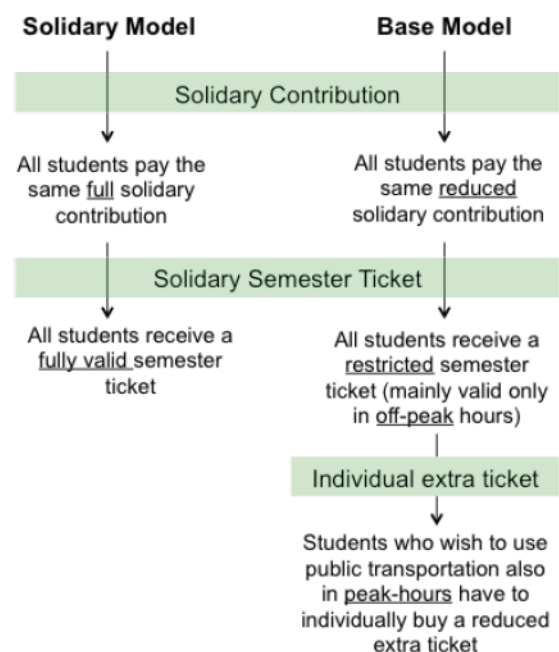 Solidary Model
Base Model
Solidary Contribution
All students pay the
same full solidary
contribution
All students pay the
same reduced
solidary contribution
Solidary Semester Ticket
All students receive a
fully valid semester
ticket
All students receive a
restricted semester
ticket (mainly valid only
in off-peak hours)
Individual extra ticket
Students who wish to use
public transportation also
in peak-hours have to
individually buy a reduced
extra ticket